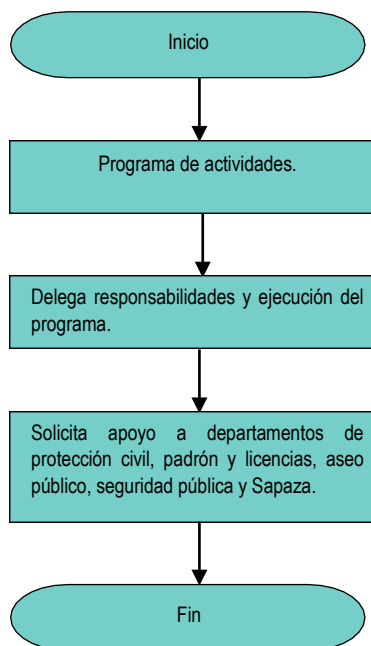 Inicio
Programa de actividades.
Delega responsabilidades y ejecución del
programa.
Solicita apoyo a departamentos de
protección civil, padrón y licencias, aseo
público, seguridad pública y Sapaza.
Fin